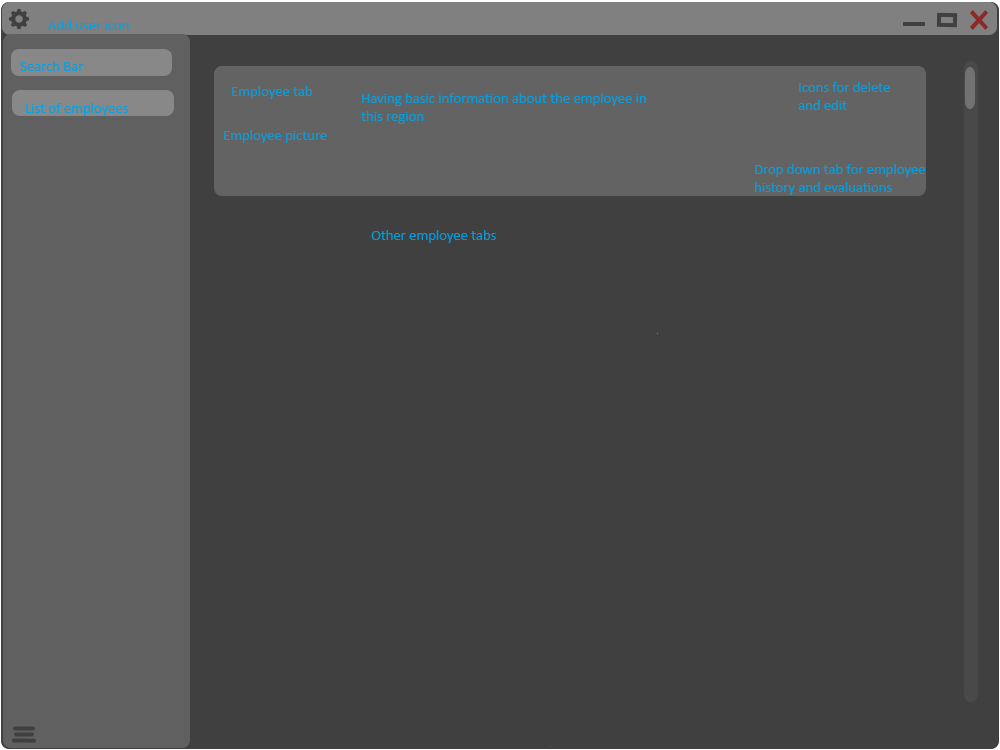 Add user icon
Search Bar
List of employees
Employee tab
Having basic information about the employee in
this region
Icons for delete
and edit
Employee picture
Drop down tab for employee
history and evaluations
Other employee tabs